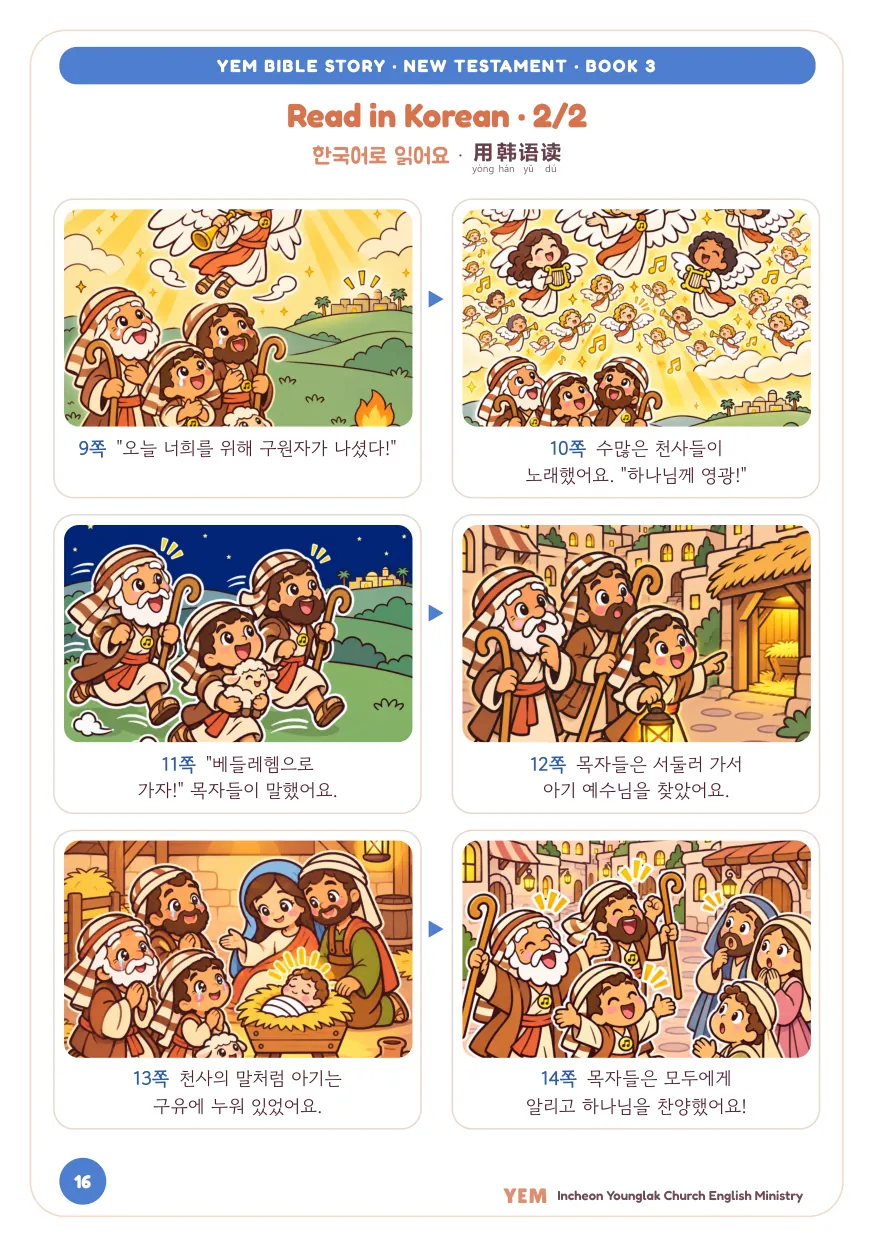 YEM BIBLE STORY · NEW TESTAMENT · BOOK 3
Read in Korean · 2/2
한국어로 읽어요 · 用韩语读
yòng hán yǔ dú
9쪽 "오늘 너희를 위해 구원자가 나셨다!"
10쪽 수많은 천사들이
노래했어요. "하나님께 영광!"
11쪽 "베들레헴으로
가자!" 목자들이 말했어요.
12쪽 목자들은 서둘러 가서
아기 예수님을 찾았어요.
13쪽 천사의 말처럼 아기는
구유에 누워 있었어요.
14쪽 목자들은 모두에게
알리고 하나님을 찬양했어요!
16
YEM Incheon Younglak Church English Ministry